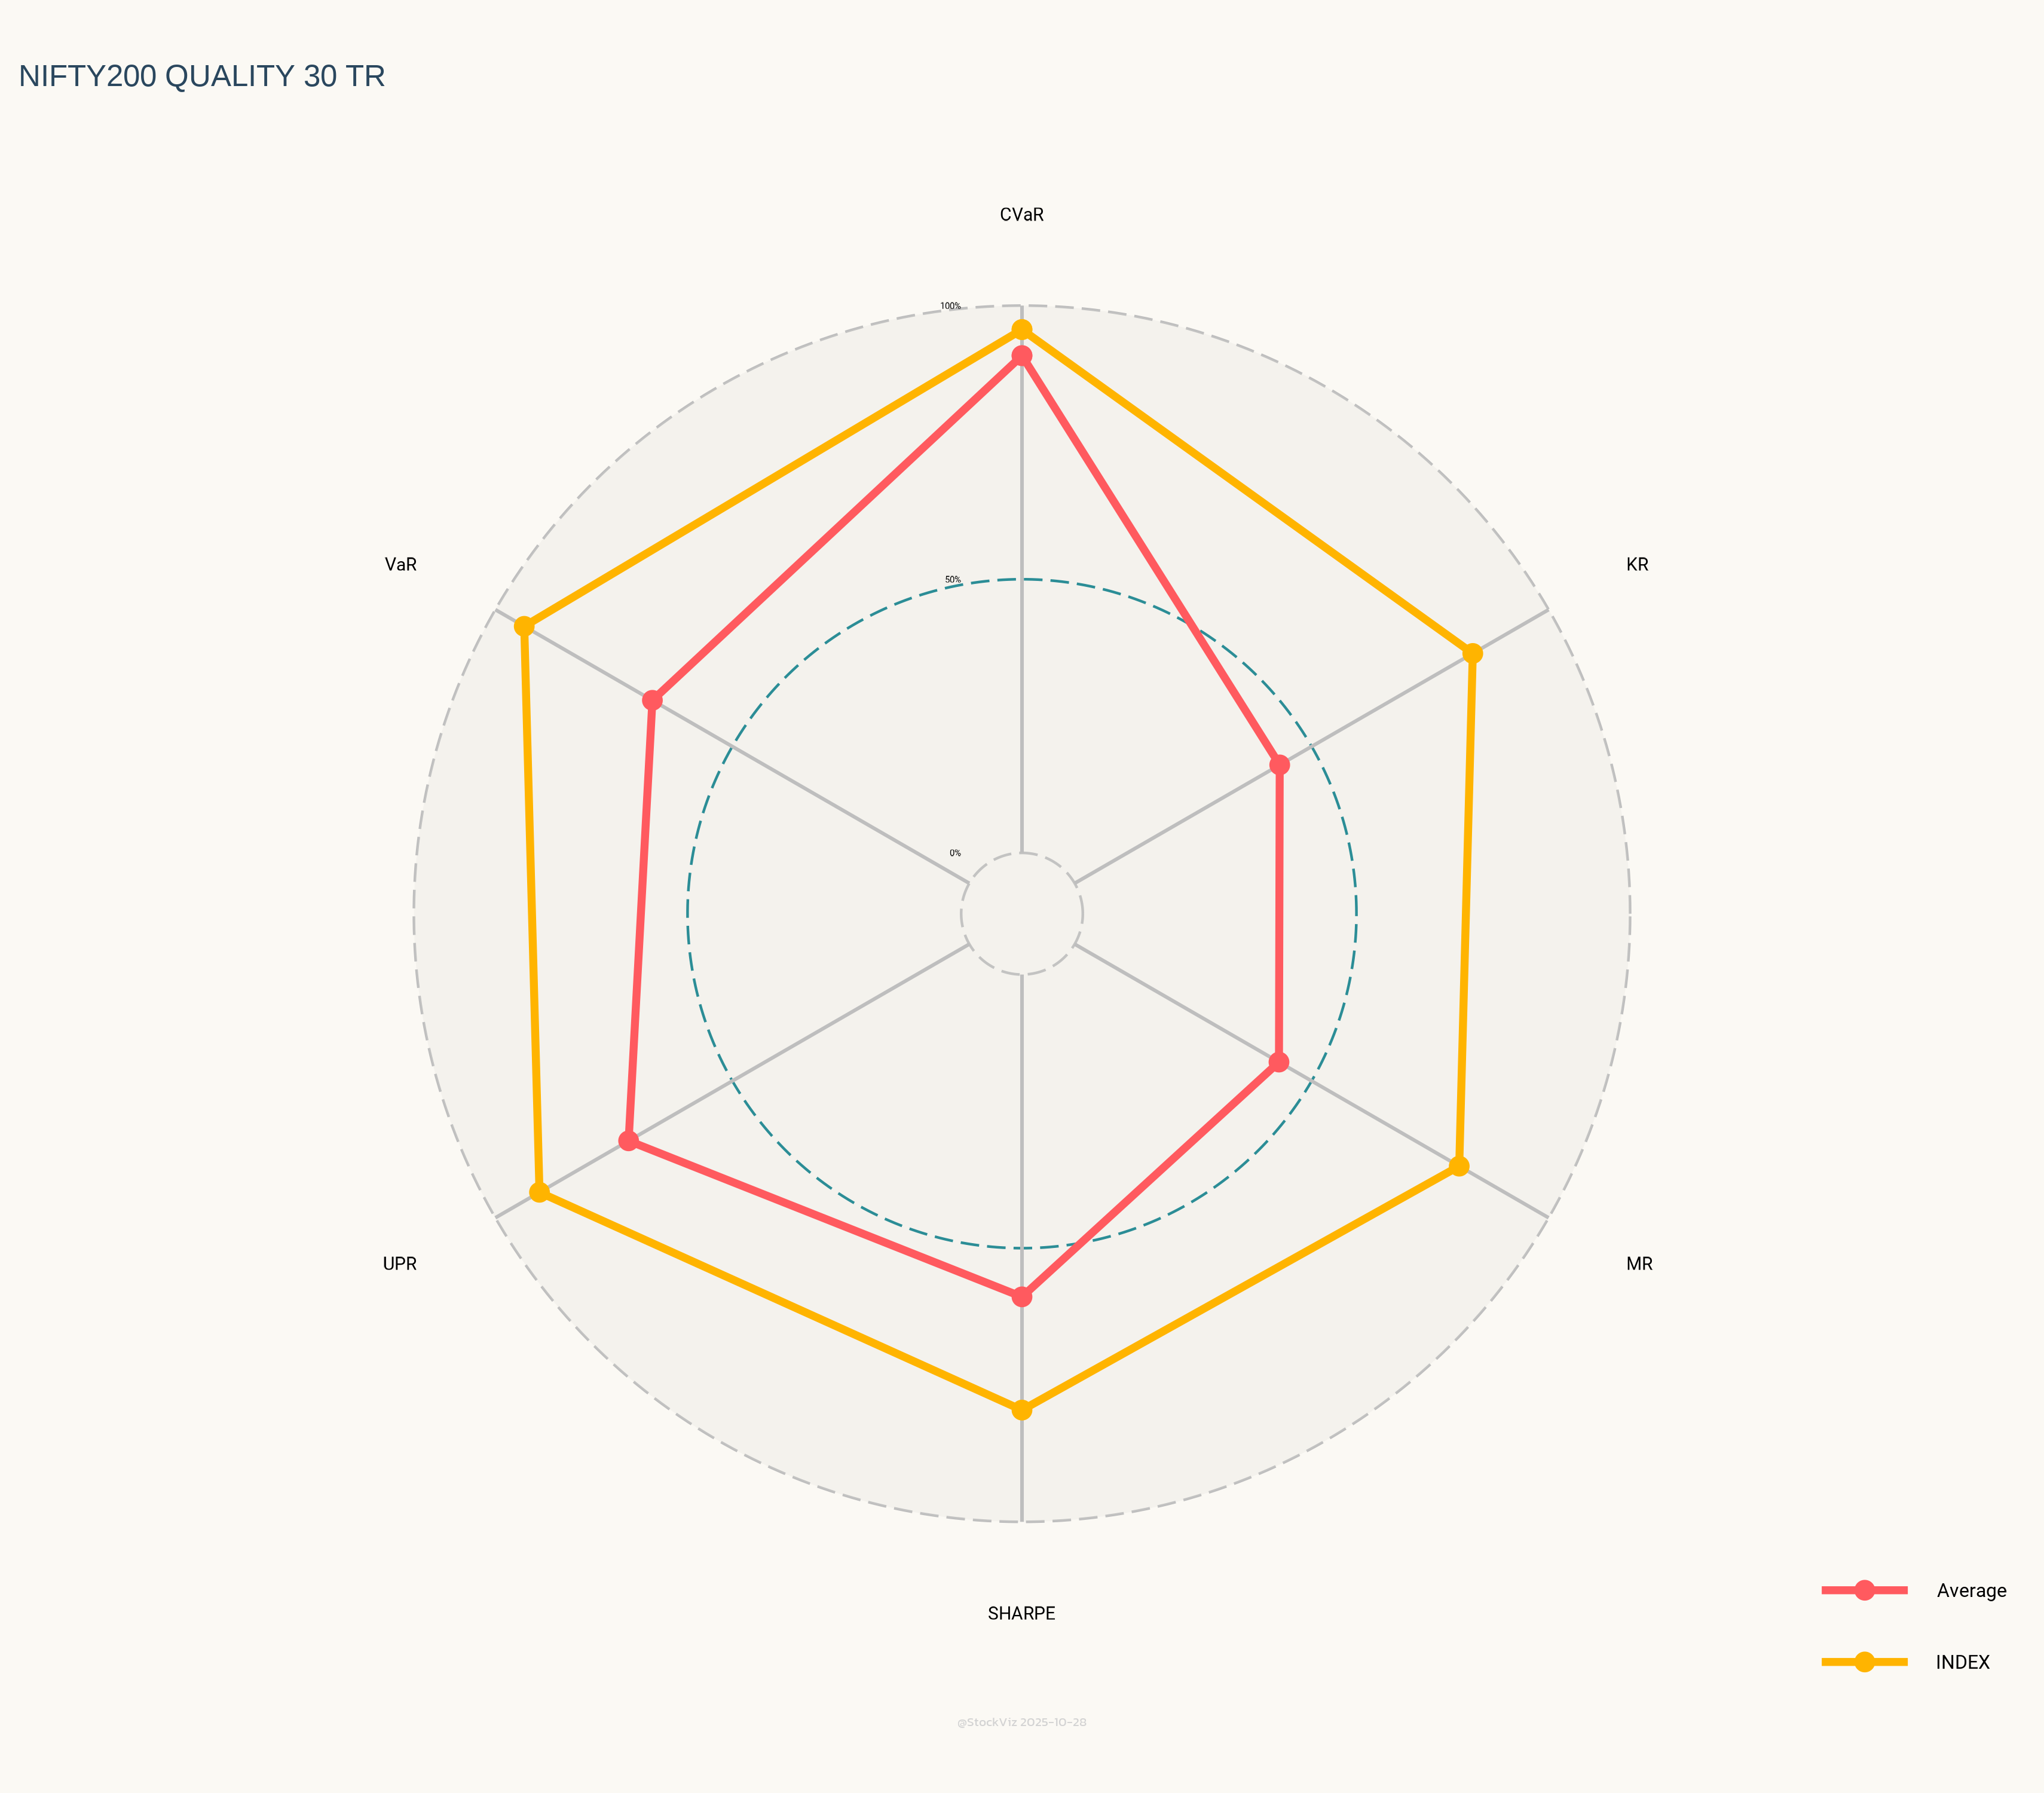 NIFTY200 QUALITY 30 TR
CVaR
100%
VaR
KR
50%
0%
UPR
MR
SHARPE
Average
INDEX
@StockViz 2025-10-28